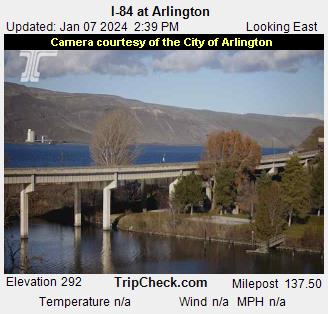 I-84 at Arlington
Updated: Jan 07 2024 2:39 PM Looking East
Camera courtesy of the City of Arlington
Elevation 292 TripCheck.com Milepost 137.50
Temperature n/a Wind n/a MPH n/a